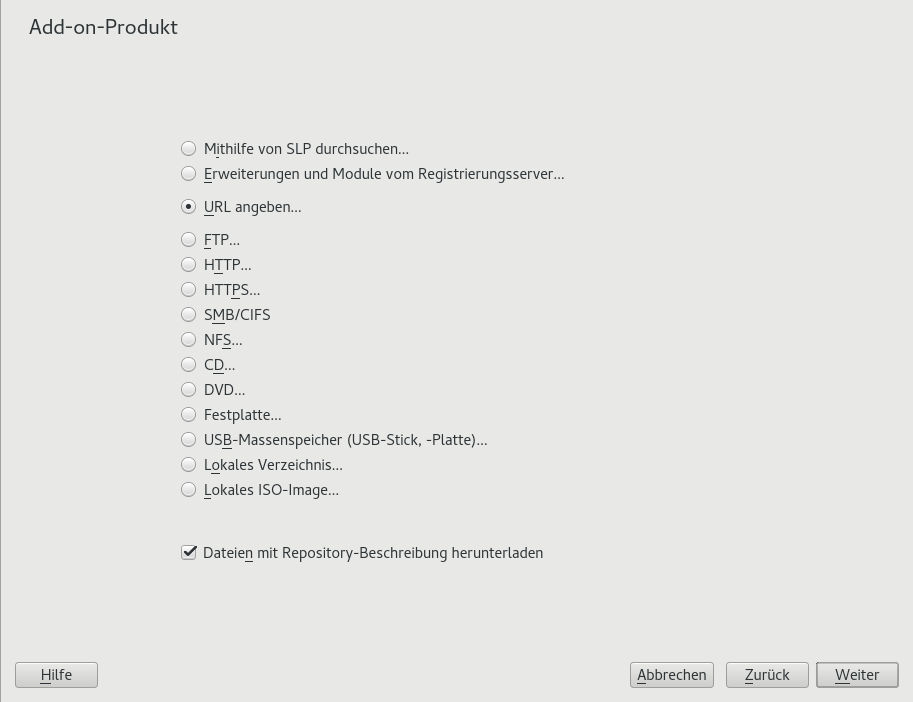 Add-on-Produkt
Mithilfe von SLP durchsuchen...
Erweiterungen und Module vom Registrierungsserver...
URL angeben...
FTP...
HTTP...
HTTPS...
SMB/CIFS
NFS...
CD...
DVD...
Festplatte...
USB-Massenspeicher (USB-Stick, -Platte)...
Lokales Verzeichnis...
Lokales ISO-Image...
Dateien mit Repository-Beschreibung herunterladen
Hilfe Abbrechen Zurück Weiter